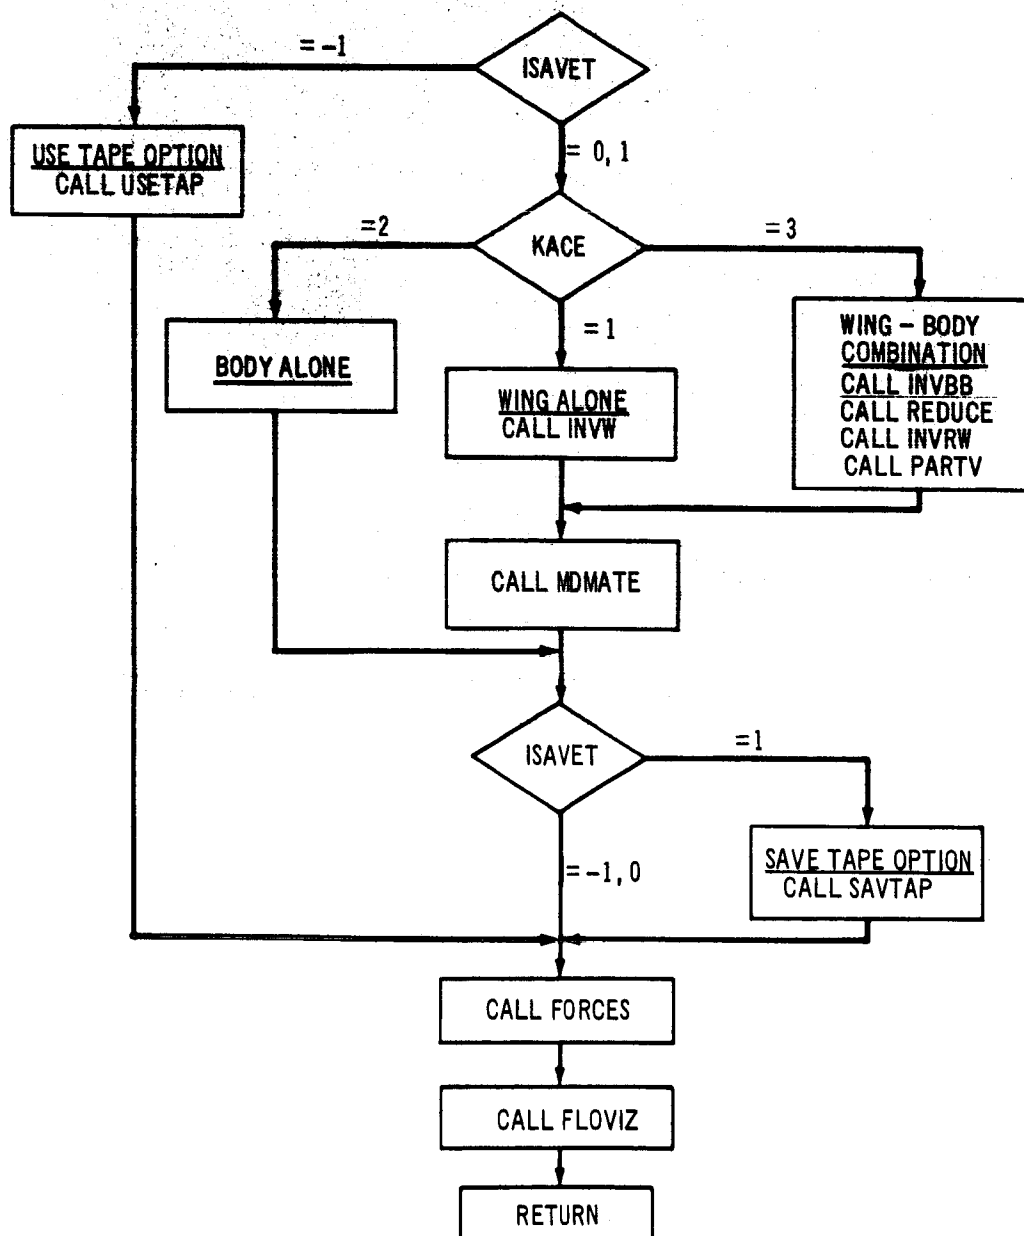 = -1
ISAVET
USE TAPE OPTION
CALL USETAP
= 0, 1
=2
KACE
= 3
BODY ALONE
= 1
WING ALONE
CALL INVW
WING - BODY
COMBINATION
CALL INVBB
CALL REDUCE
CALL INVRW
CALL PARTV
CALL MDMATE
ISAVET
=1
= -1, 0
SAVE TAPE OPTION
CALL SAVTAP
CALL FORCES
CALL FLOVIZ
RETURN